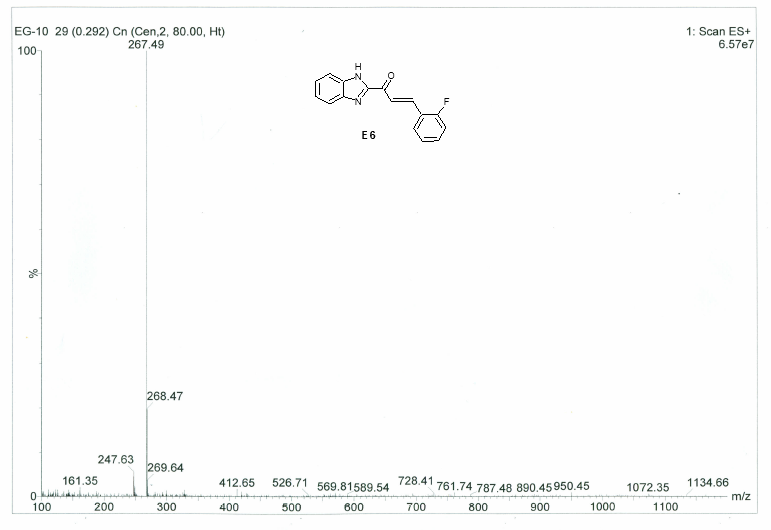 EG-10 29 (0.292) Cn (Cen,2, 80.00, Ht)
1: Scan ES+
6.57e7
100
267.49
H
N
O
N
F
E6
%
268.47
247.63
269.64
161.35
412.65
526.71
569.81
589.54
728.41
761.74
787.48
890.45
950.45
1072.35
1134.66
0
m/z
100 200 300 400 500 600 700 800 900 1000 1100